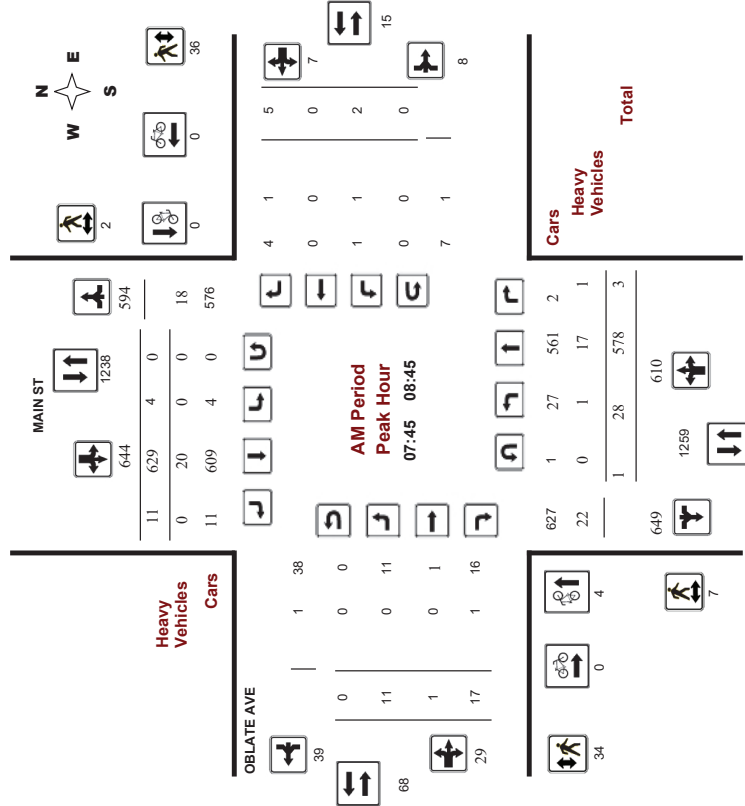 N
W E
S
36
0
2
0
MAIN ST
1238
644
594
11 629 4 0
0 20 0 0 18
11 609 4 0 576
Heavy
Vehicles
Cars
15
7
8
4 1 5
0 0 0
1 1 2
0 0 0
7 1
AM Period
Peak Hour
07:45 08:45
OBLATE AVE
39
68
29
1 38
0 0 0
11 0 11
1 0 1
17 1 16
Cars
Heavy
Vehicles
Total
627 1 27 561 2
22 0 1 17 1
1 28 578 3
649
610
1259
4
0
34
7